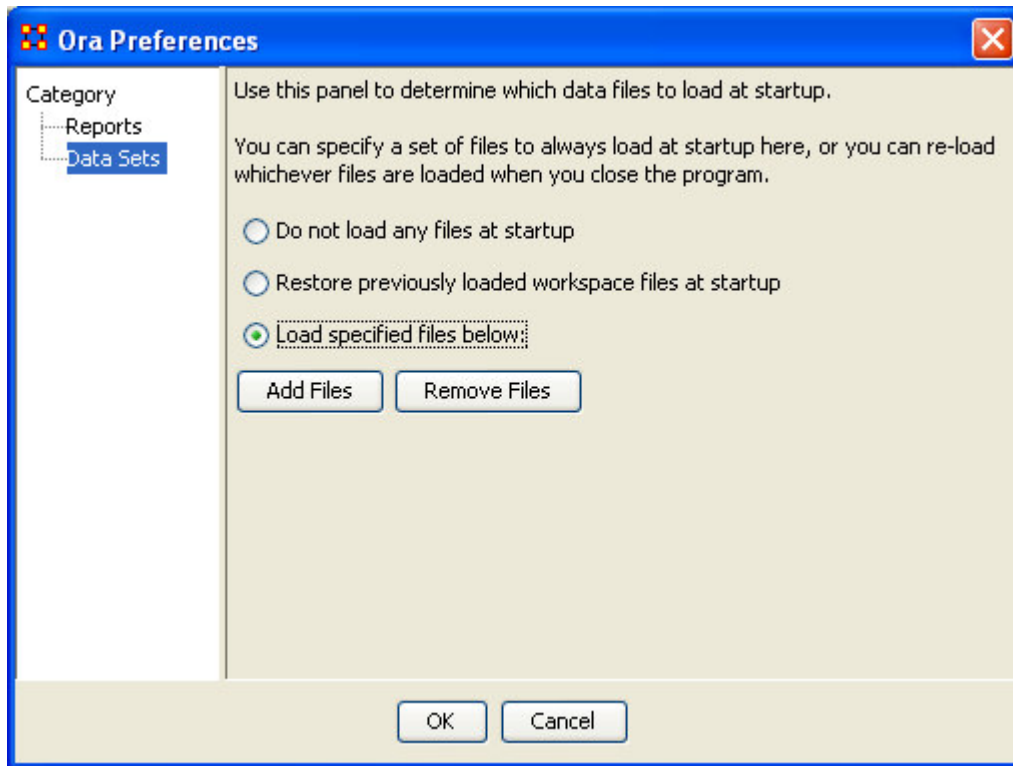 Ora Preferences
Category
Reports
Data Sets
Use this panel to determine which data files to load at startup.
You can specify a set of files to always load at startup here, or you can re-load
whichever files are loaded when you close the program.
Do not load any files at startup
Restore previously loaded workspace files at startup
Load specified files below:
Add Files
Remove Files
OK
Cancel